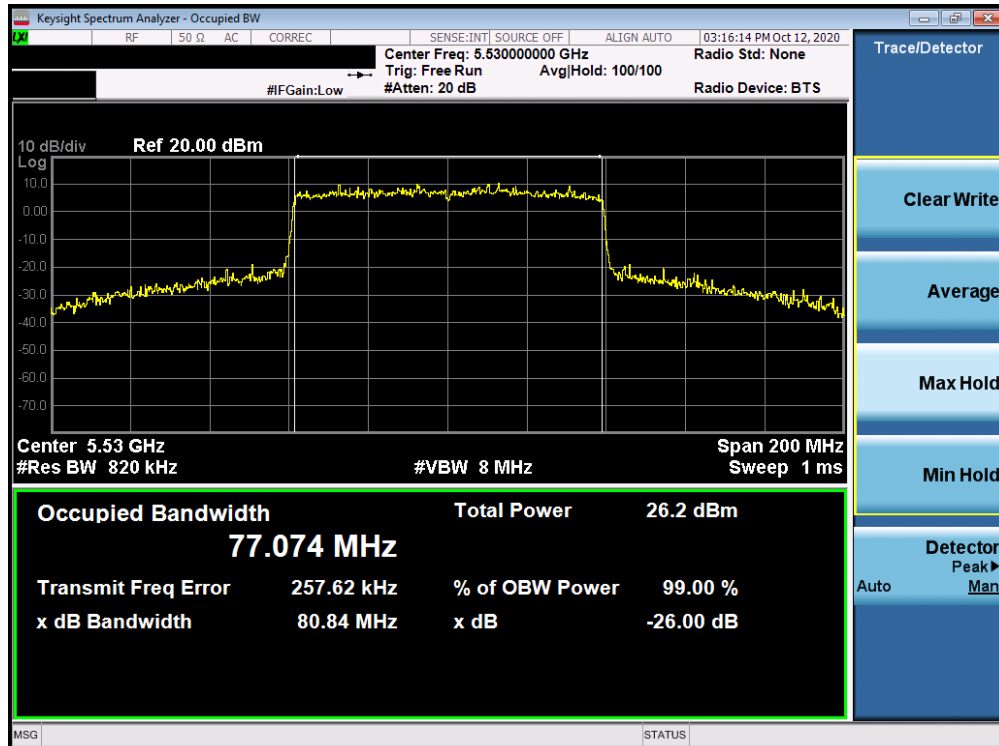 Keysight Spectrum Analyzer - Occupied BW
LXI RF 50 Ω AC CORREC SENSE:INT SOURCE OFF ALIGN AUTO 03:16:14 PM Oct 12, 2020
Center Freq: 5.530000000 GHz Radio Std: None
Trig: Free Run Avg|Hold: 100/100
#IFGain:Low #Atten: 20 dB Radio Device: BTS
Trace/Detector
10 dB/div Ref 20.00 dBm
Log
10.0
0.00
-10.0
-20.0
-30.0
-40.0
-50.0
-60.0
-70.0
Center 5.53 GHz Span 200 MHz
#Res BW 820 kHz #VBW 8 MHz Sweep 1 ms
Occupied Bandwidth Total Power 26.2 dBm
77.074 MHz
Transmit Freq Error 257.62 kHz % of OBW Power 99.00 %
x dB Bandwidth 80.84 MHz x dB -26.00 dB
Clear Write
Average
Max Hold
Min Hold
Detector
Peak▶
Auto Man
MSG STATUS